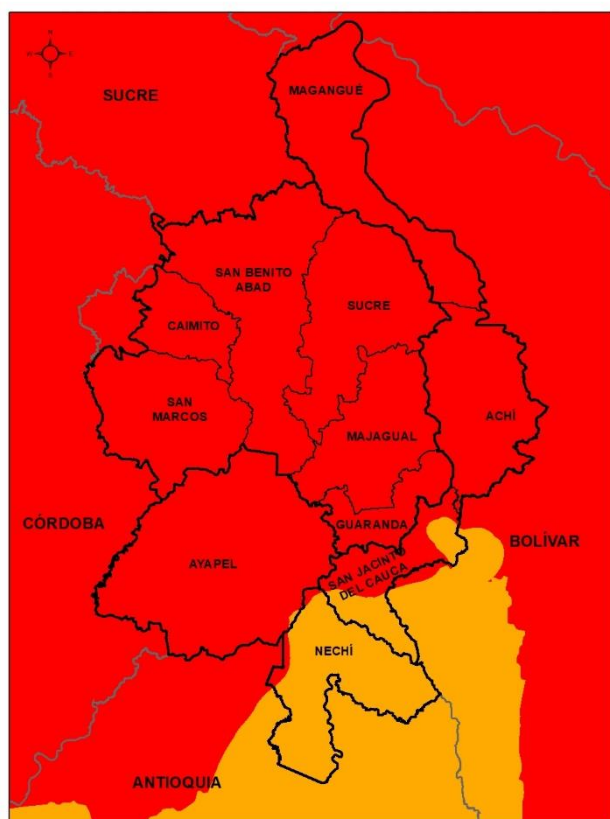 N
SUCRE
MAGANGUÉ
SAN BENITO
ABAD
SUCRE
CAIMITO
SAN
MARCOS
ACHÍ
MAJAGUAL
CÓRDOBA
GUARANDA
BOLÍVAR
AYAPEL
SAN JACINTO
DEL CAUCA
NECHÍ
ANTIOQUIA